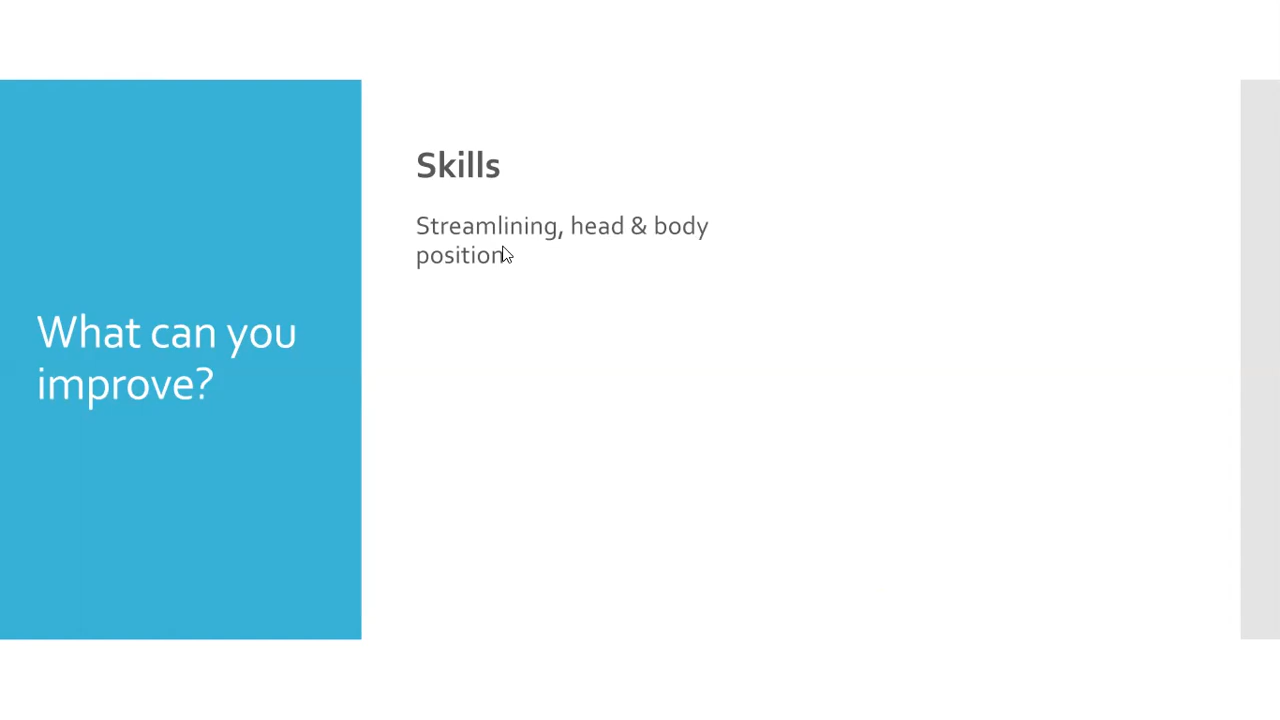 What can you
improve?
Skills
Streamlining, head & body
position